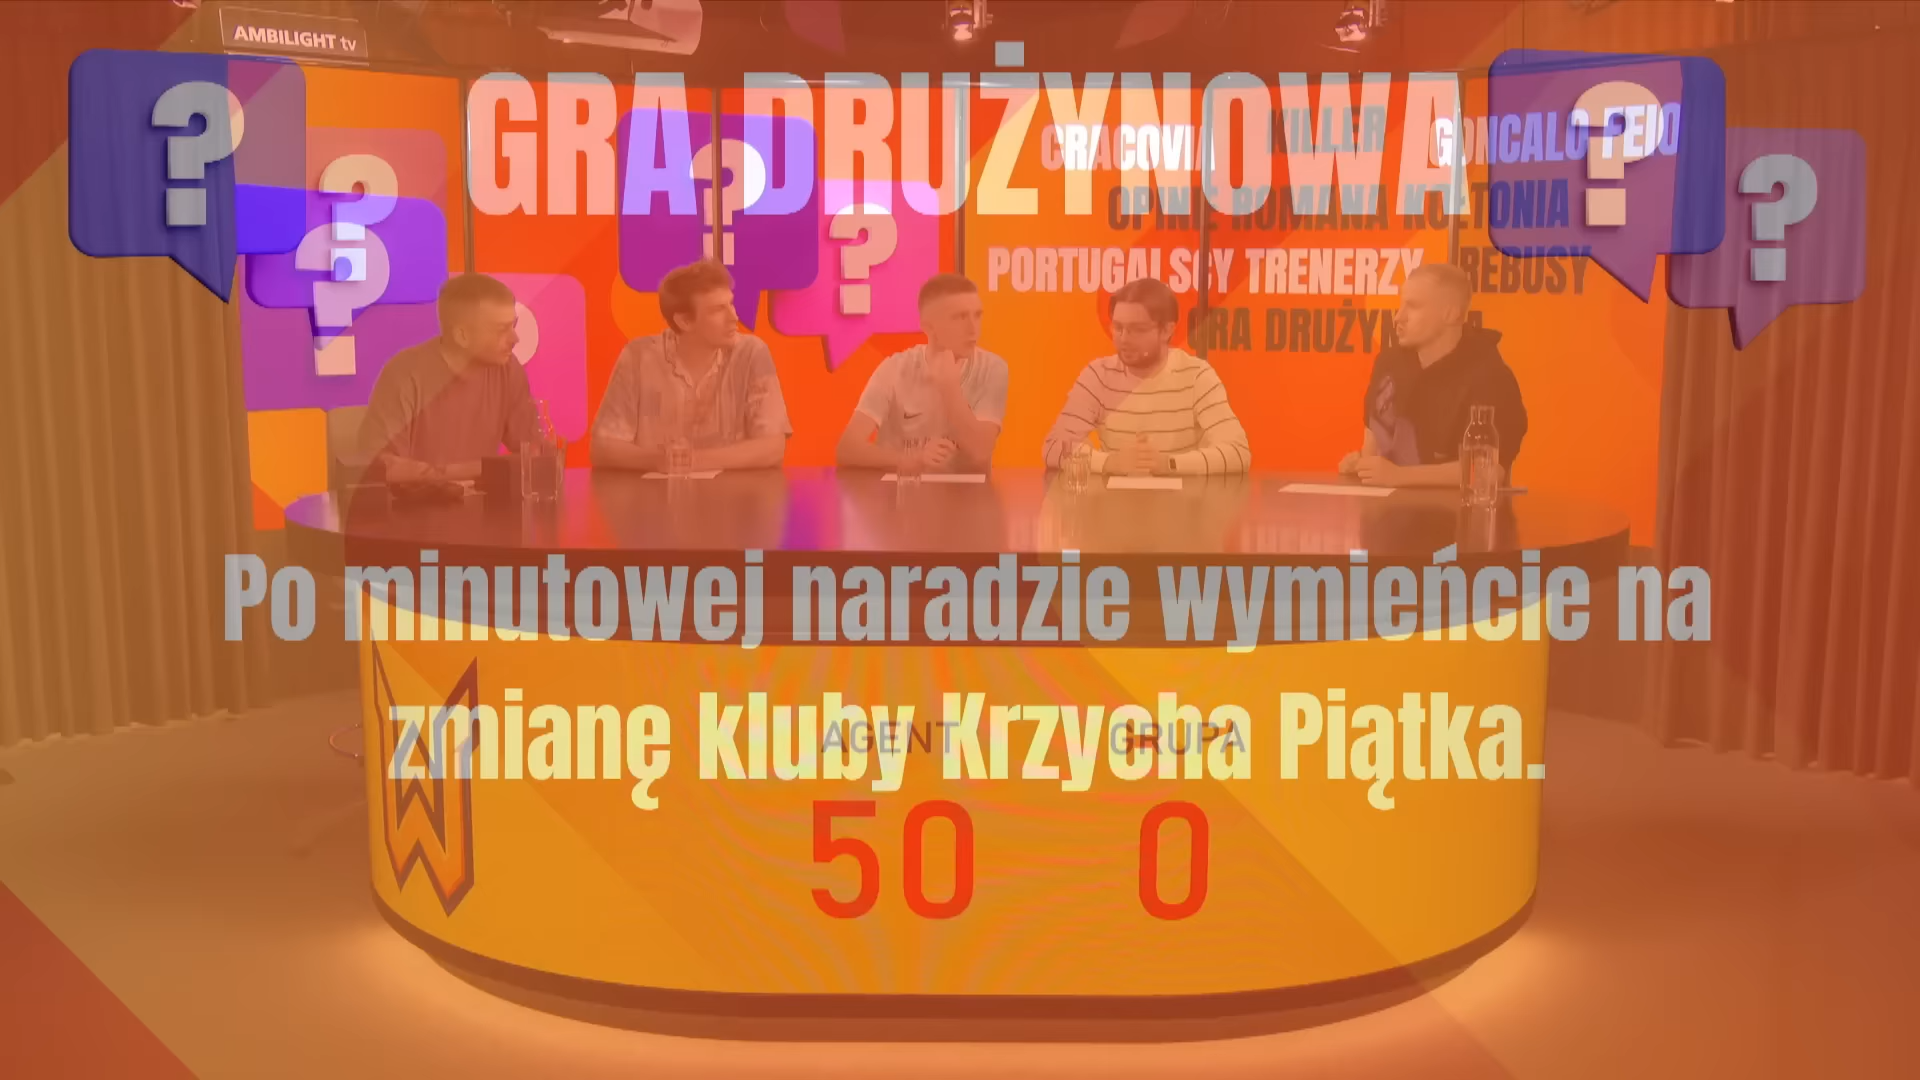 AMBILIGHT tv
GRA DRUŻYNOWA
CRACOVIA KILLER GONCALO FEIO
OPINIE ROMANA KOŁTONIA
PORTUGALSCY TRENERZY REBUSY
GRA DRUŻYNOWA
Po minutowej naradzie wymieńcie na
zmianę kluby Krzycha Piątka.
AGENT GRUPA
50 0